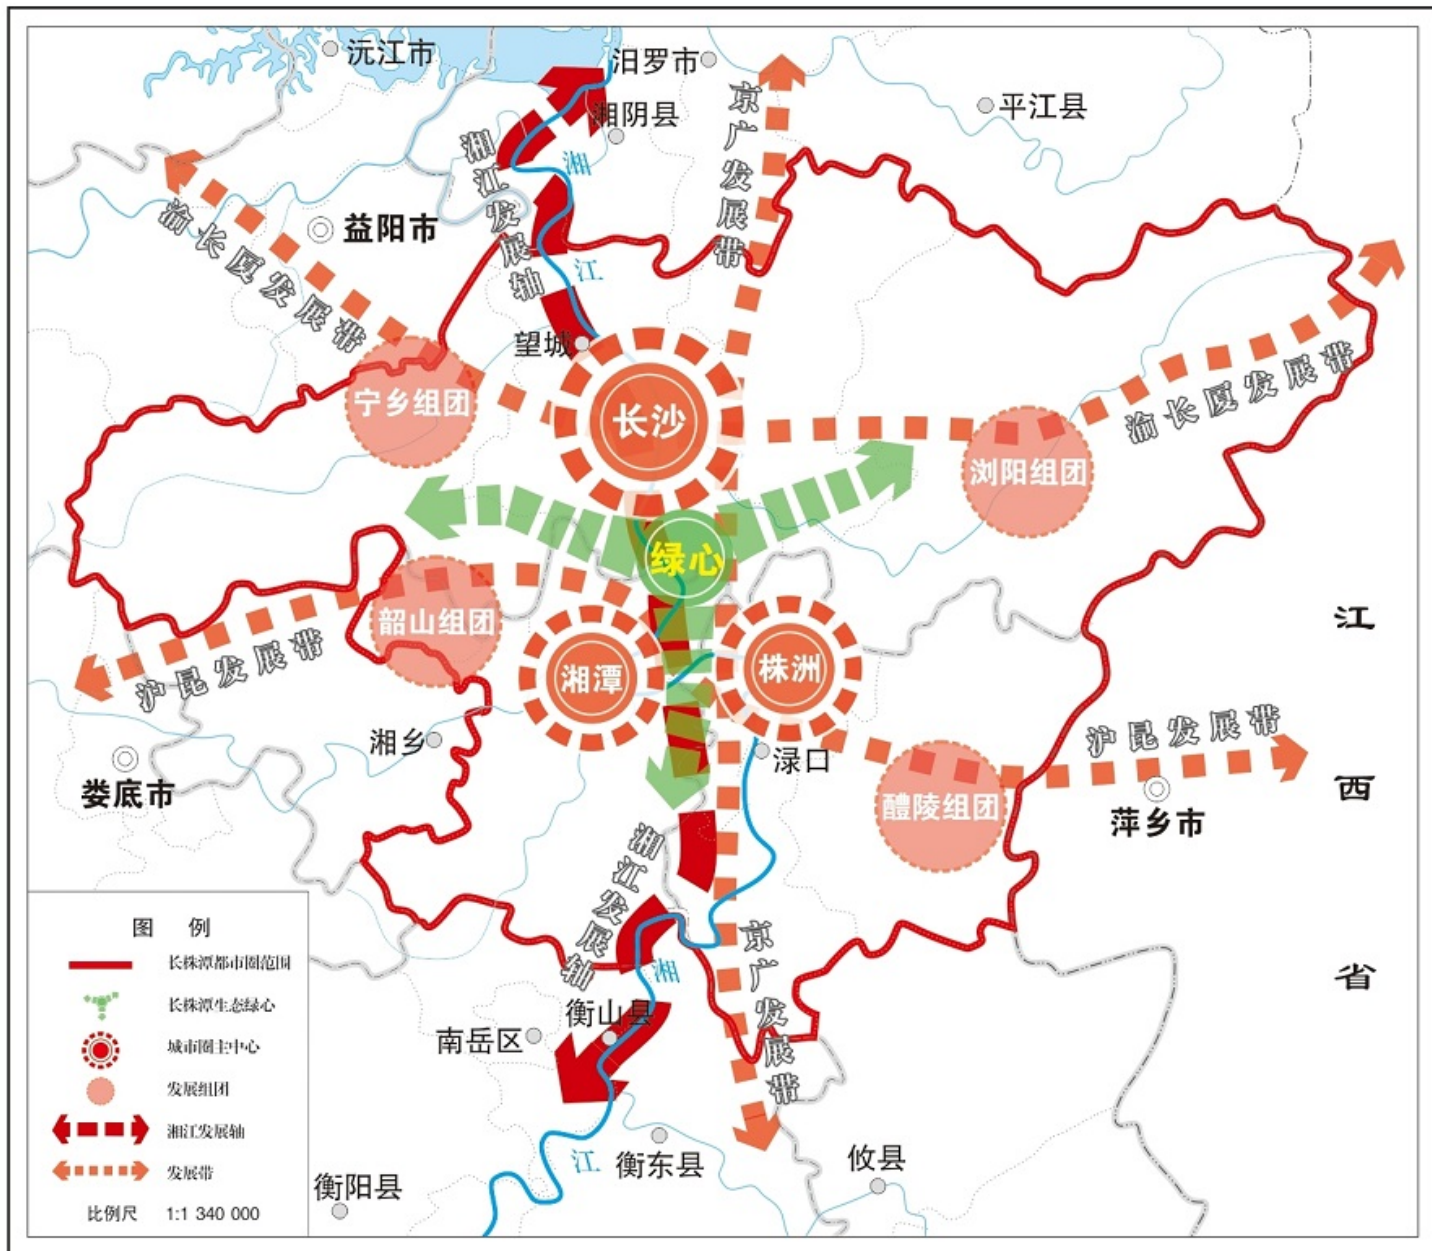 沅江市
汨罗市
平江县
湘阴县
京广发展带
湘江发展轴
湘
江
益阳市
渝长厦发展带
望城
宁乡组团
长沙
浏阳组团
渝长厦发展带
绿心
韶山组团
湘潭
株洲
沪昆发展带
湘乡
渌口
娄底市
醴陵组团
沪昆发展带
萍乡市
江
西
省
湘江发展轴
京广发展带
湘
江
衡山县
南岳区
衡东县
攸县
衡阳县
图 例
长株潭都市圈范围
长株潭生态绿心
城市圈主中心
发展组团
湘江发展轴
发展带
比例尺 1:1 340 000